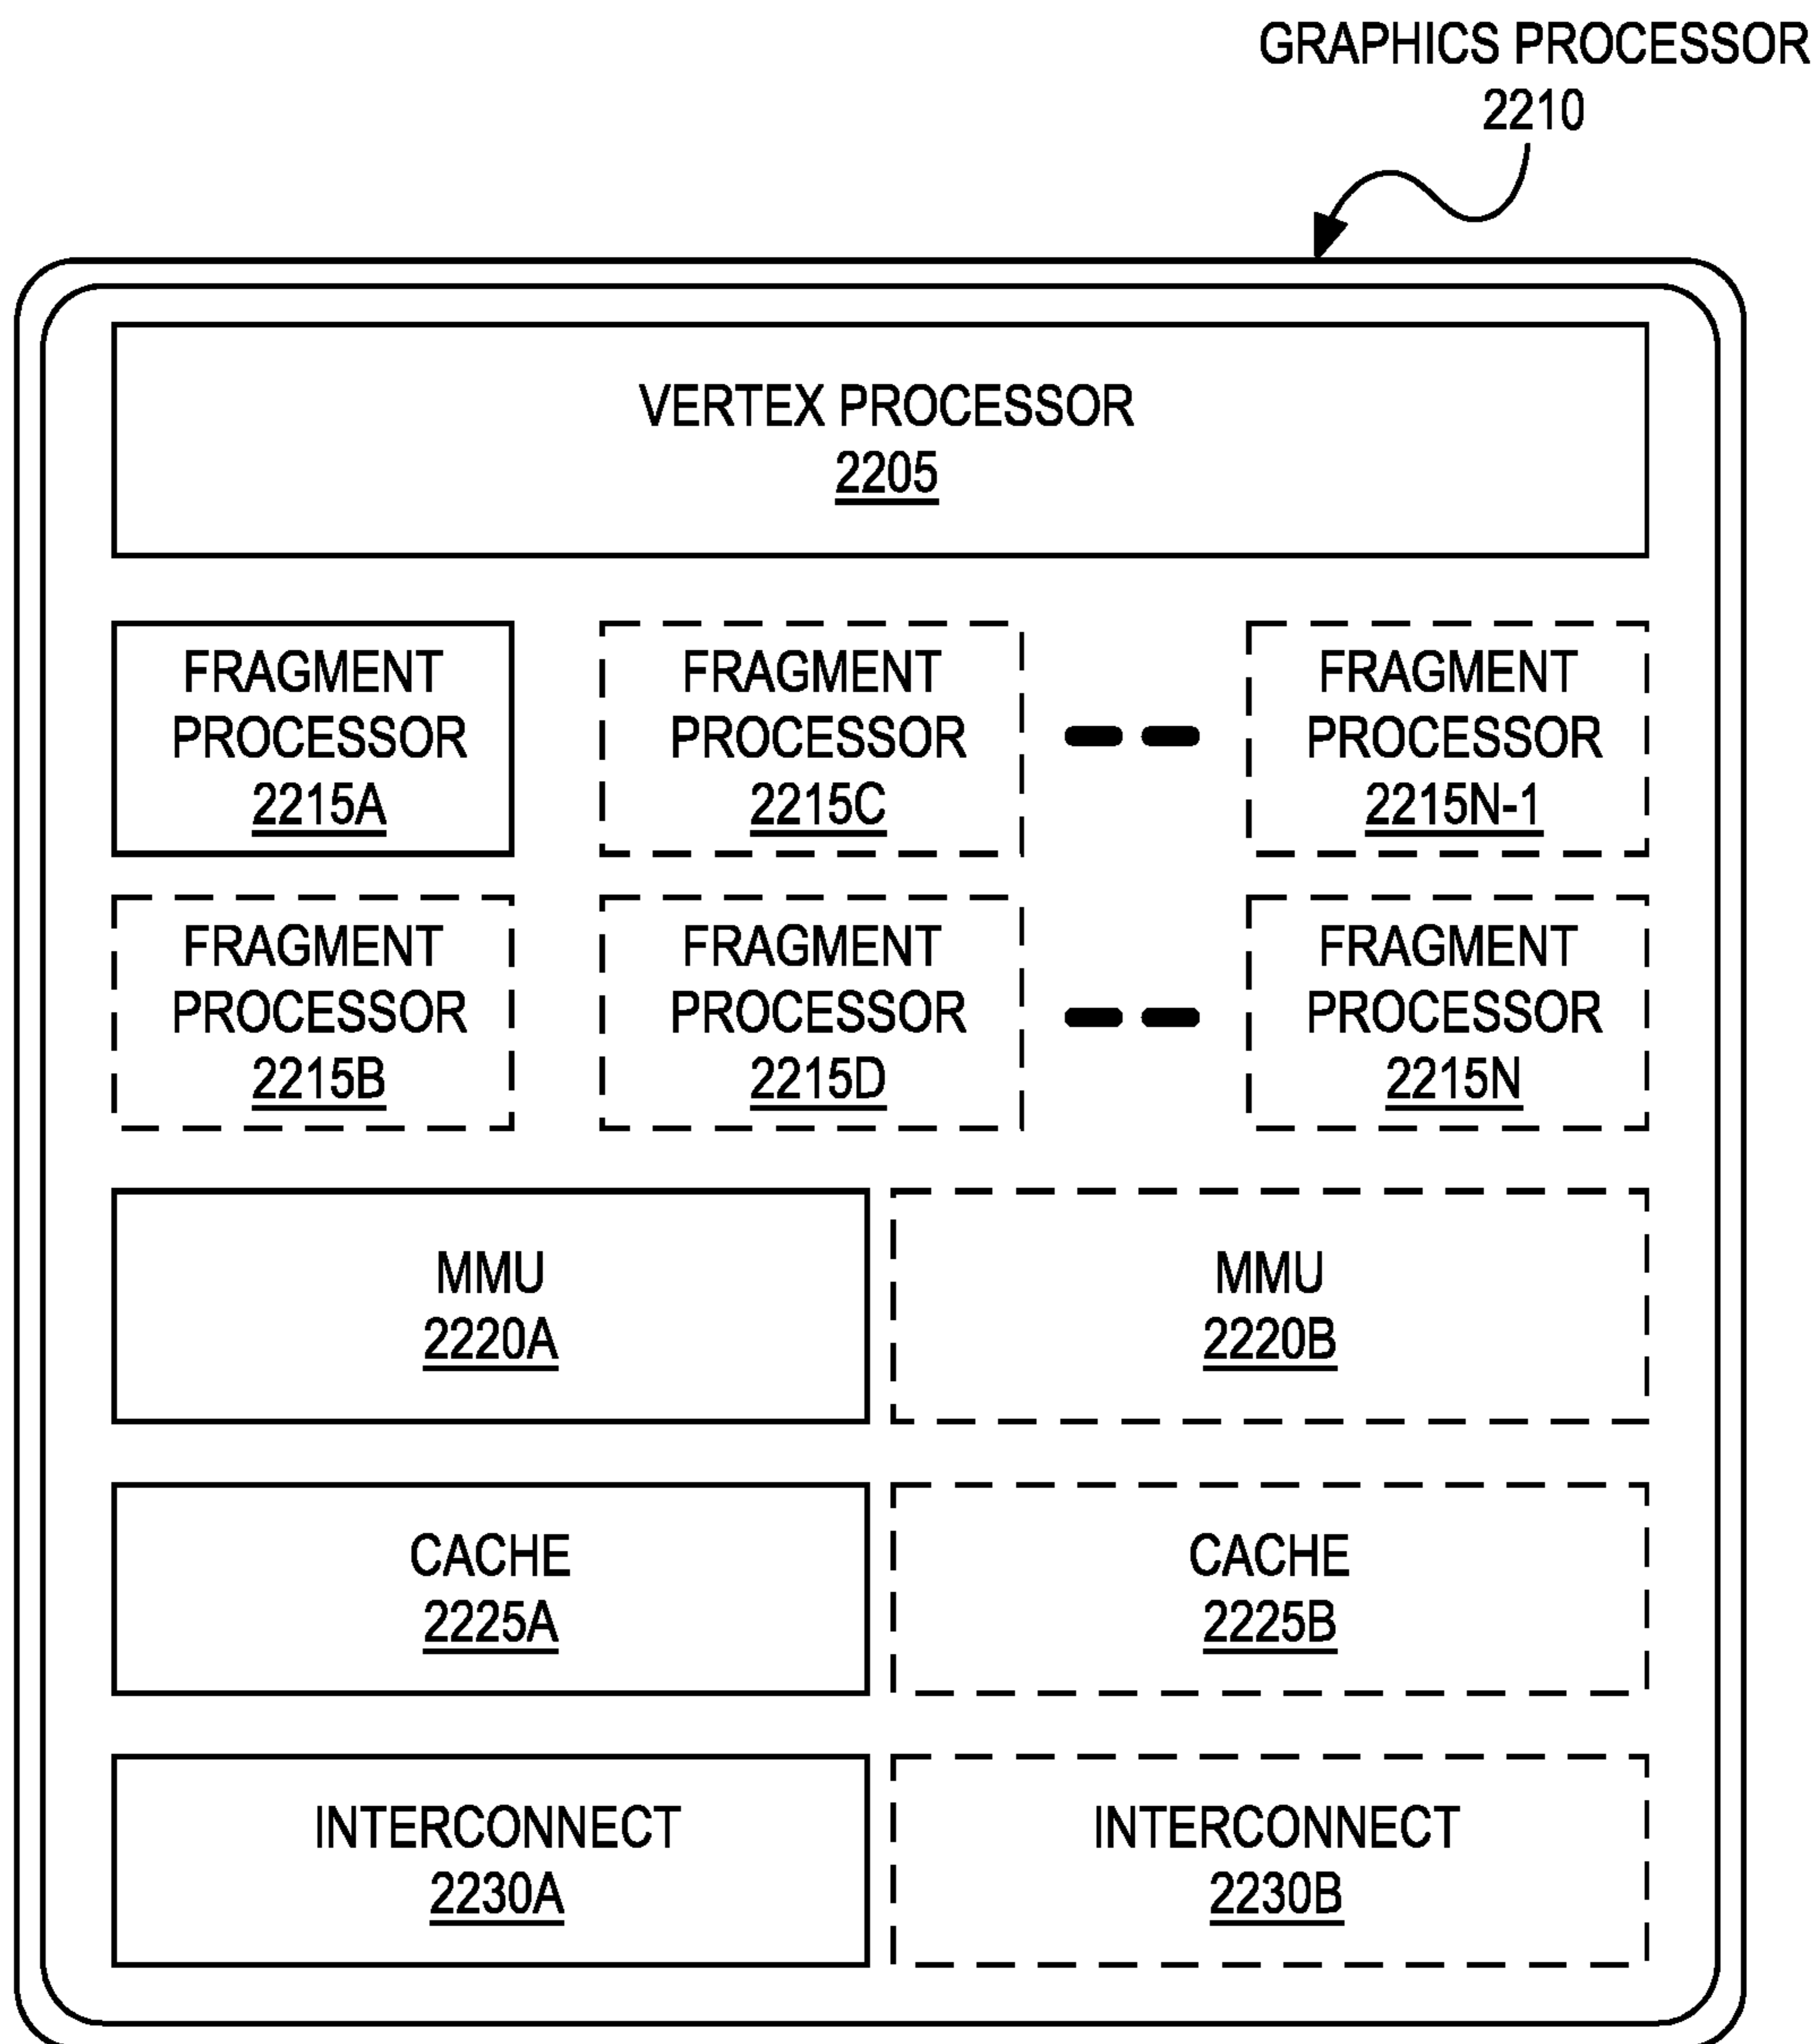 GRAPHICS PROCESSOR
2210
VERTEX PROCESSOR
2205
FRAGMENT
PROCESSOR
2215A
FRAGMENT
PROCESSOR
2215C
FRAGMENT
PROCESSOR
2215N-1
FRAGMENT
PROCESSOR
2215B
FRAGMENT
PROCESSOR
2215D
FRAGMENT
PROCESSOR
2215N
MMU
2220A
MMU
2220B
CACHE
2225A
CACHE
2225B
INTERCONNECT
2230A
INTERCONNECT
2230B